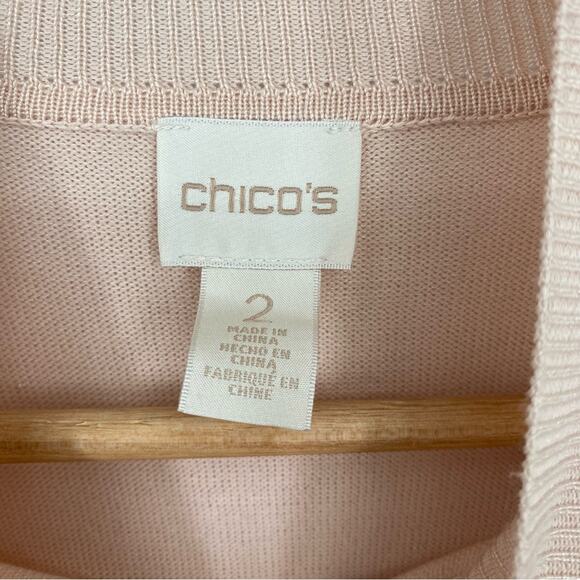 chico's
2
MADE IN
CHINA
HECHO EN
CHINA
FABRIQUÉ EN
CHINE